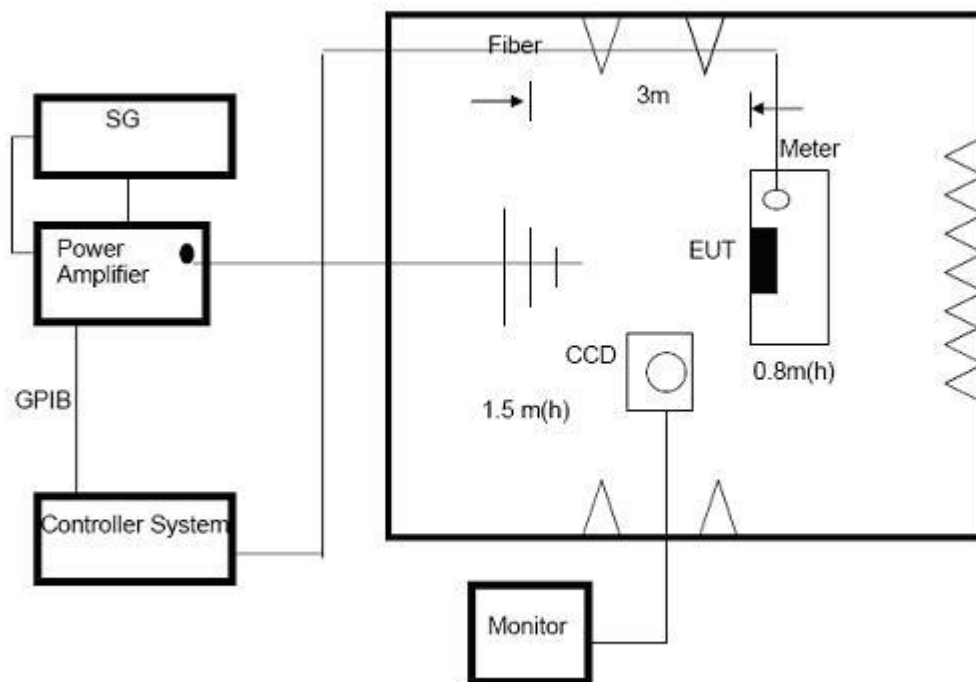 Fiber
3m
SG
Meter
Power
Amplifier
EUT
CCD
0.8m(h)
GPIB
1.5 m(h)
Controller System
Monitor